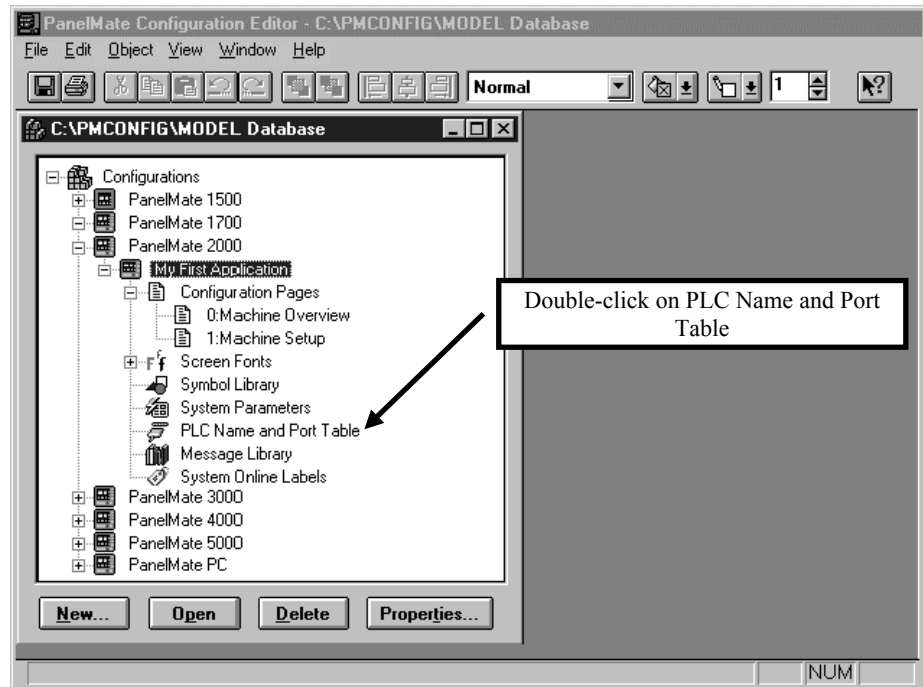 PanelMate Configuration Editor - C:\PMCONFIG\MODEL Database
File Edit Object View Window Help
Normal 1
C:\PMCONFIG\MODEL Database
Configurations
PanelMate 1500
PanelMate 1700
PanelMate 2000
My First Application
Configuration Pages
0:Machine Overview
1:Machine Setup
Screen Fonts
Symbol Library
System Parameters
PLC Name and Port Table
Message Library
System Online Labels
PanelMate 3000
PanelMate 4000
PanelMate 5000
PanelMate PC
Double-click on PLC Name and Port
Table
New... Open Delete Properties...
NUM